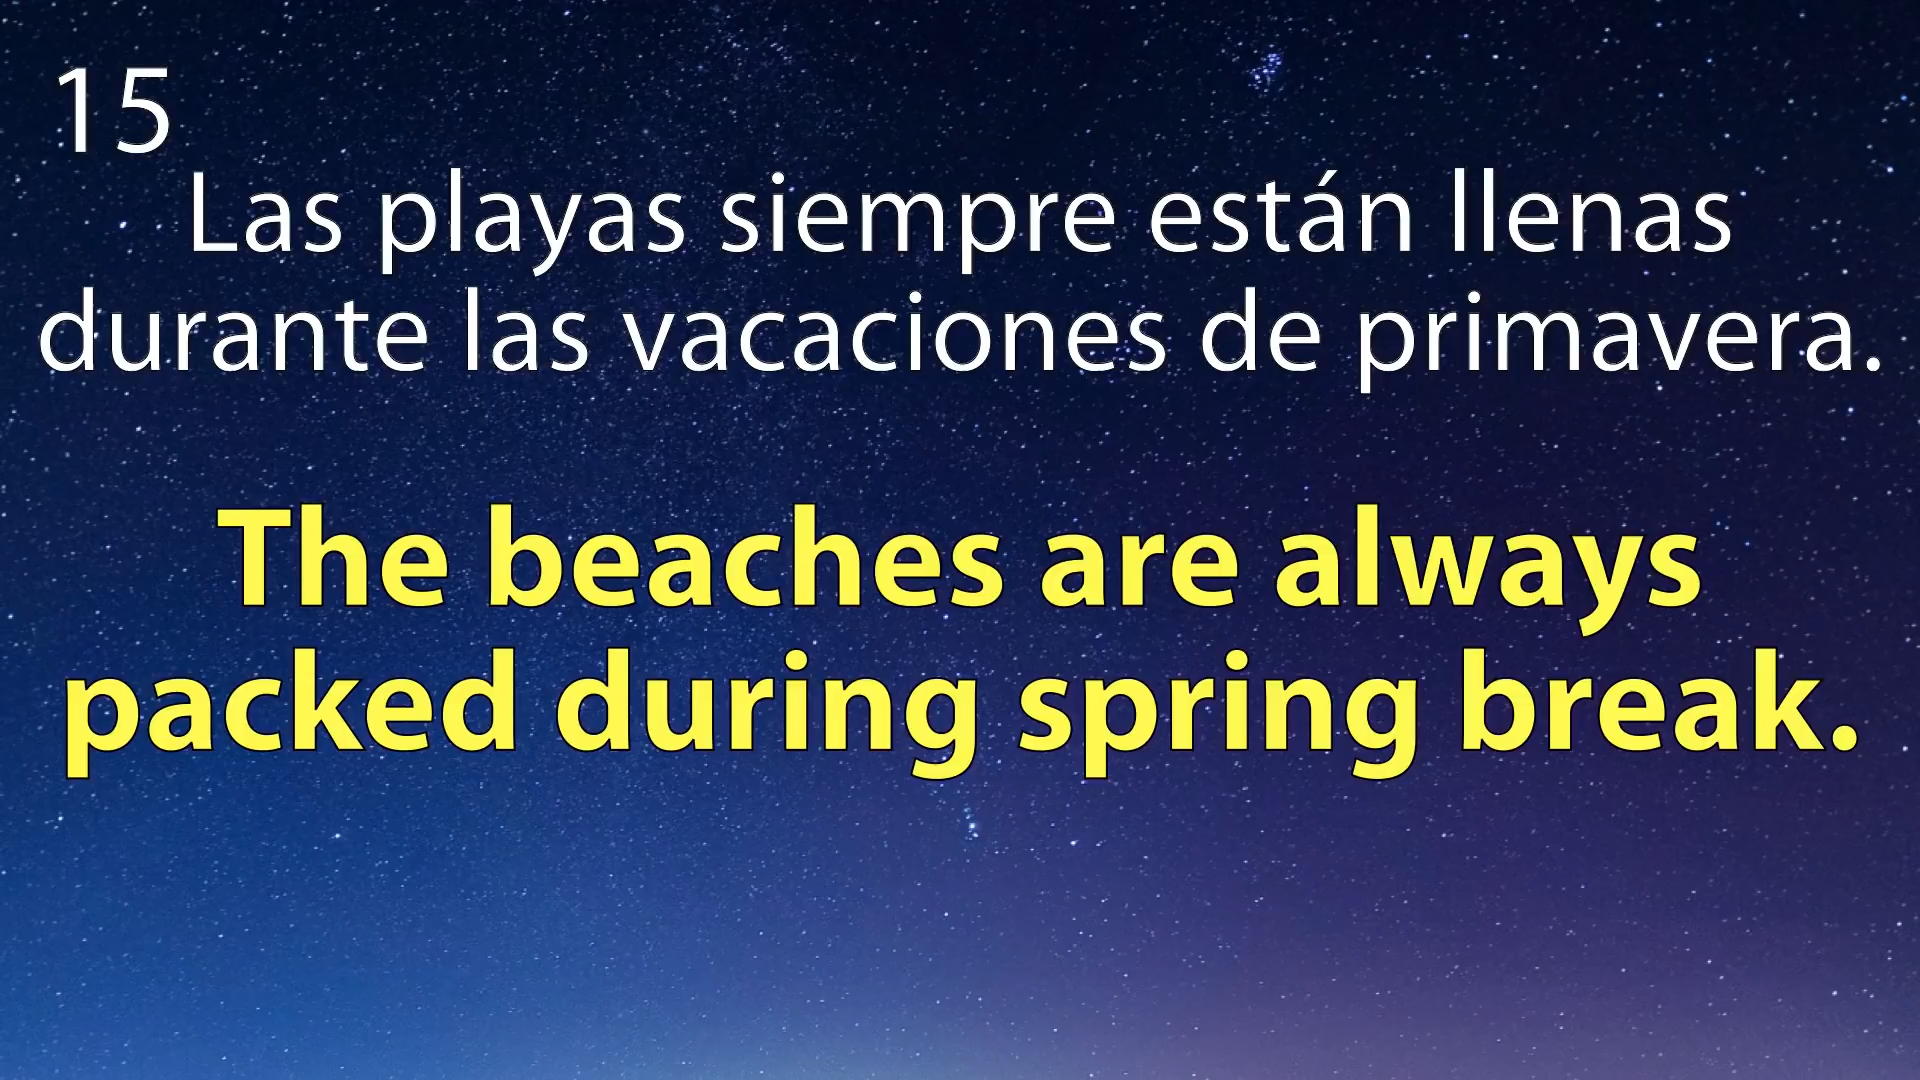 15
Las playas siempre están llenas
durante las vacaciones de primavera.
The beaches are always
packed during spring break.